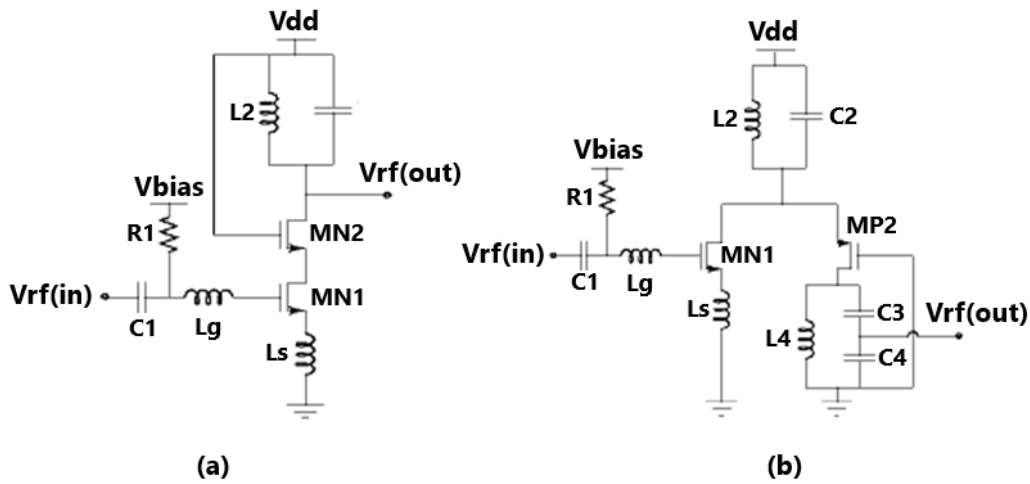 Vdd
L2
Vrf(out)
Vbias
R1
MN2
Vrf(in)
C1
Lg
MN1
Ls
(a)
Vdd
L2
C2
Vbias
R1
MP2
Vrf(in)
C1
Lg
MN1
Ls
L4
C3
C4
Vrf(out)
(b)